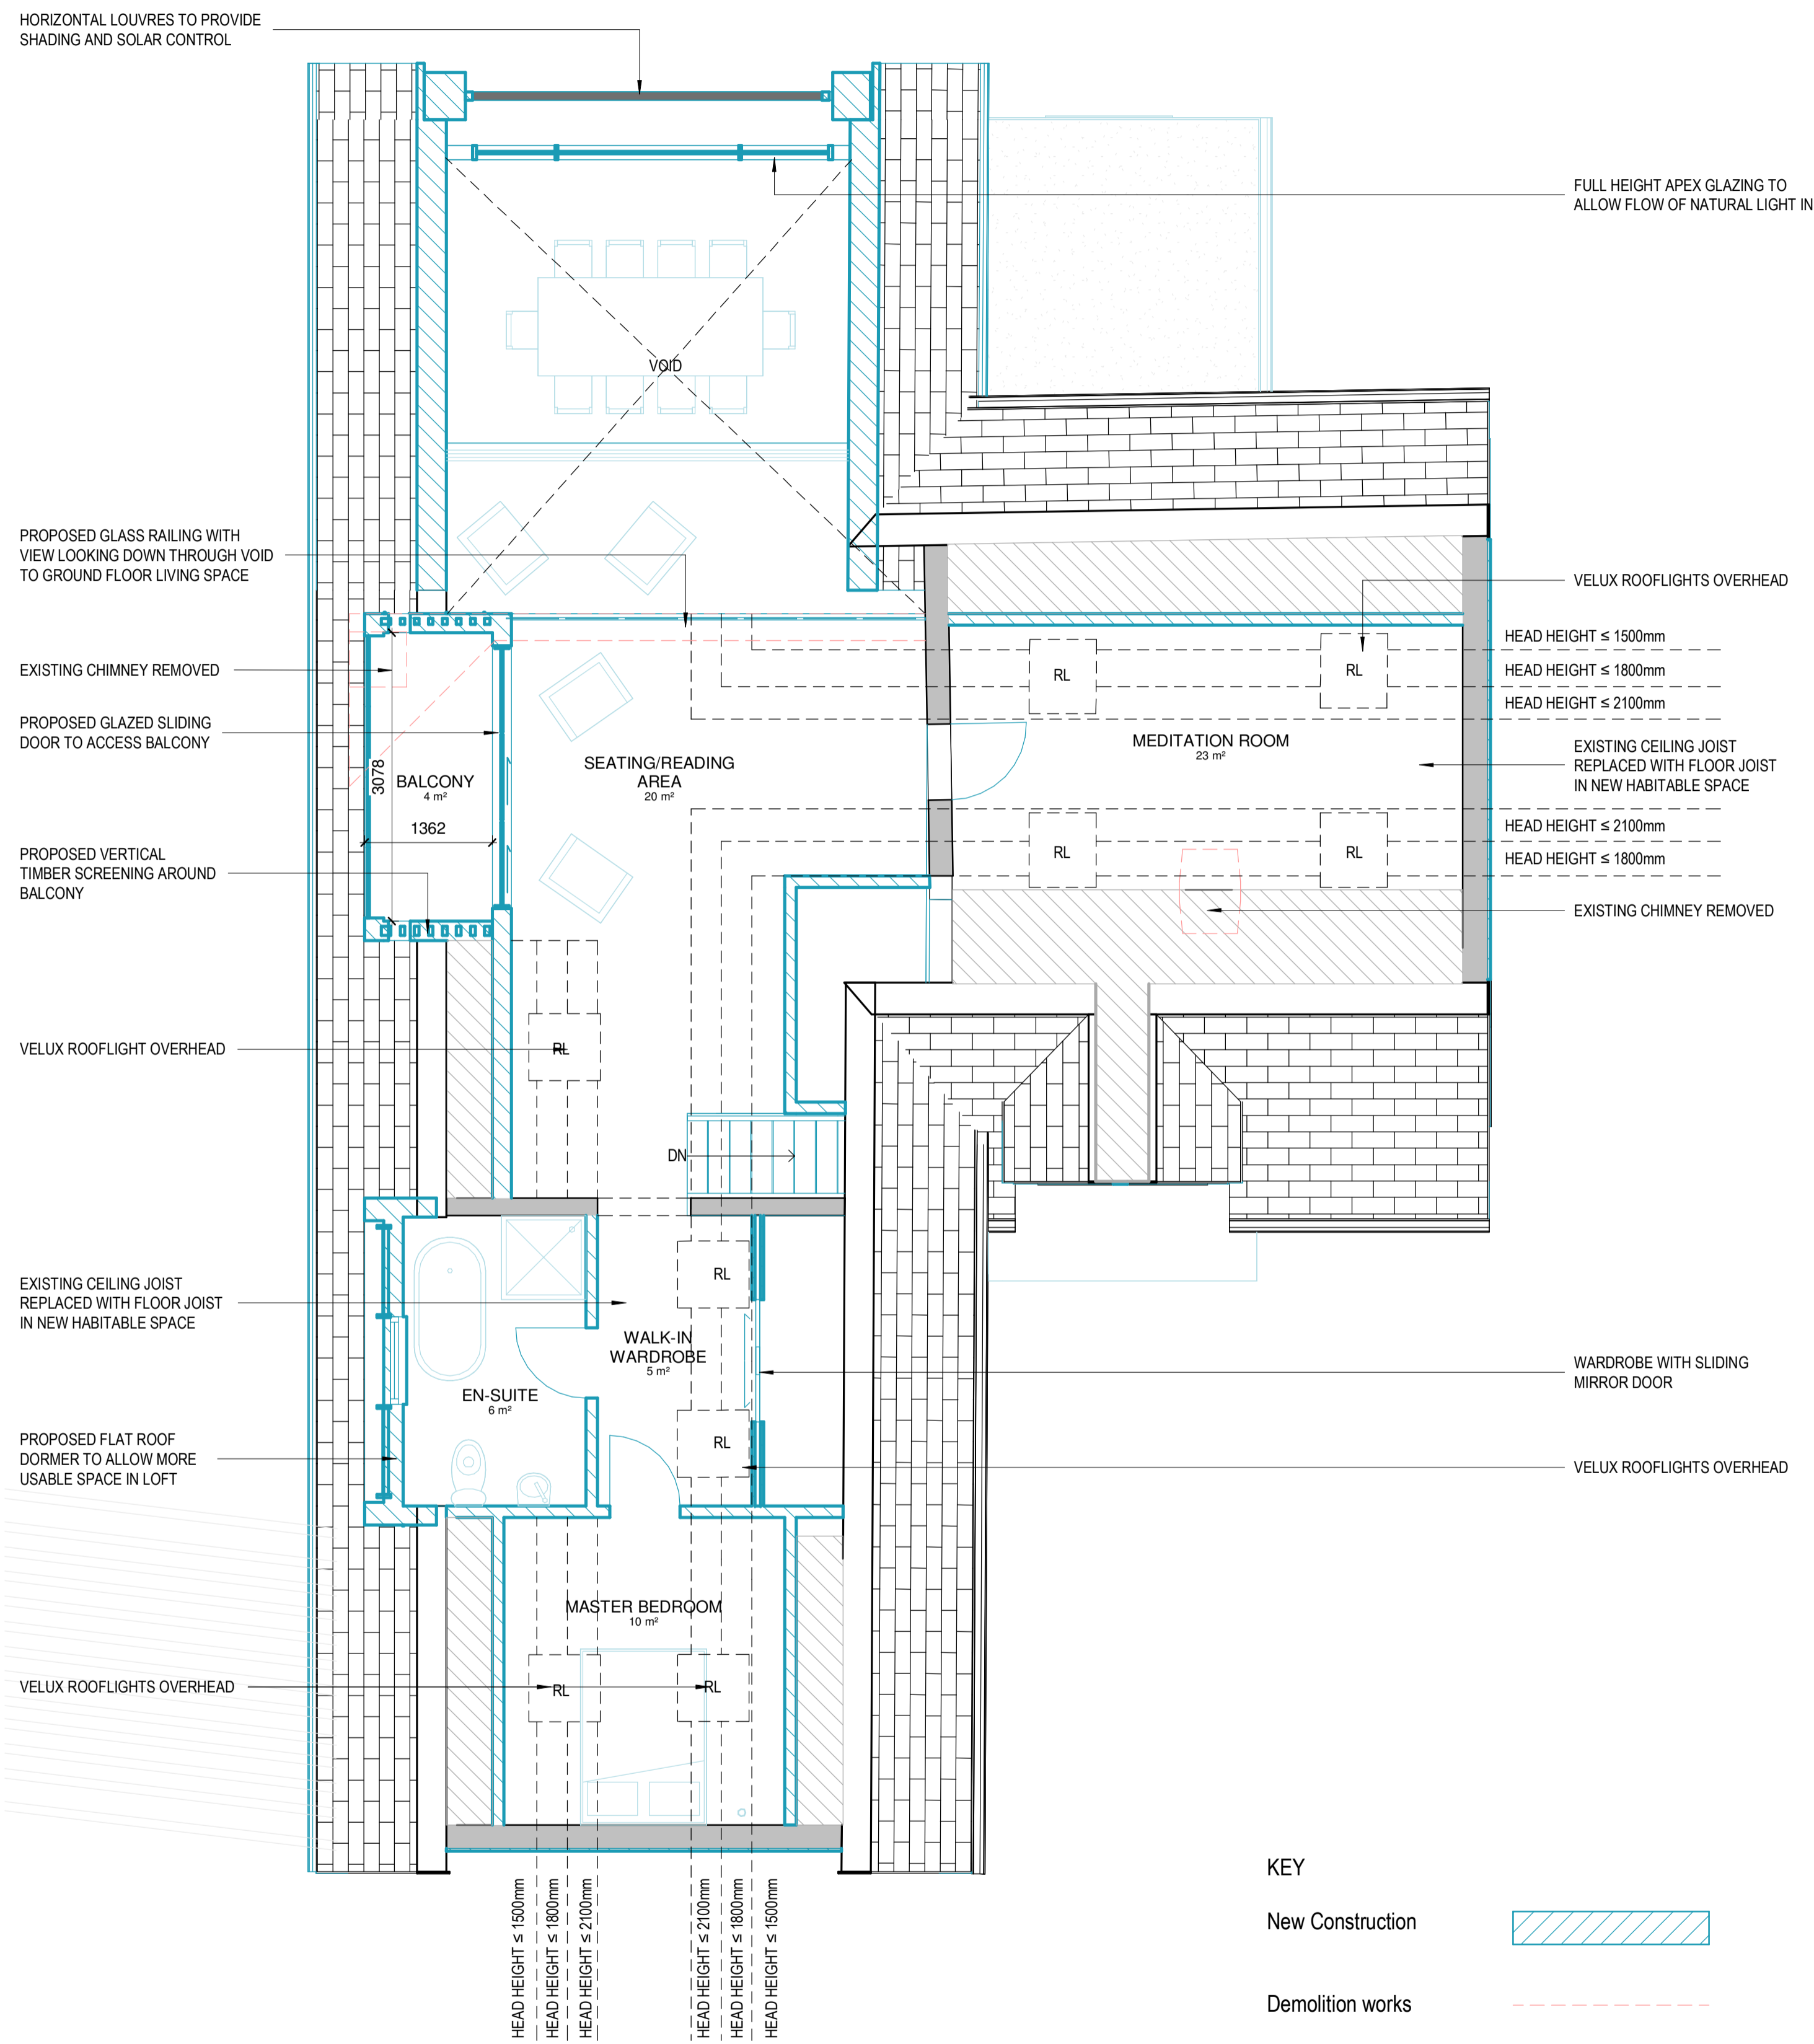 HORIZONTAL LOUVRES TO PROVIDE
SHADING AND SOLAR CONTROL
FULL HEIGHT APEX GLAZING TO
ALLOW FLOW OF NATURAL LIGHT IN
VOID
PROPOSED GLASS RAILING WITH
VIEW LOOKING DOWN THROUGH VOID
TO GROUND FLOOR LIVING SPACE
VELUX ROOFLIGHTS OVERHEAD
HEAD HEIGHT ≤ 1500mm
EXISTING CHIMNEY REMOVED
RL
RL
HEAD HEIGHT ≤ 1800mm
HEAD HEIGHT ≤ 2100mm
PROPOSED GLAZED SLIDING
DOOR TO ACCESS BALCONY
3078
BALCONY
4 m²
1362
SEATING/READING
AREA
20 m²
MEDITATION ROOM
23 m²
EXISTING CEILING JOIST
REPLACED WITH FLOOR JOIST
IN NEW HABITABLE SPACE
HEAD HEIGHT ≤ 2100mm
HEAD HEIGHT ≤ 1800mm
RL
RL
PROPOSED VERTICAL
TIMBER SCREENING AROUND
BALCONY
EXISTING CHIMNEY REMOVED
VELUX ROOFLIGHT OVERHEAD
RL
DN
EXISTING CEILING JOIST
REPLACED WITH FLOOR JOIST
IN NEW HABITABLE SPACE
RL
WALK-IN
WARDROBE
5 m²
WARDROBE WITH SLIDING
MIRROR DOOR
EN-SUITE
6 m²
RL
PROPOSED FLAT ROOF
DORMER TO ALLOW MORE
USABLE SPACE IN LOFT
VELUX ROOFLIGHTS OVERHEAD
MASTER BEDROOM
10 m²
VELUX ROOFLIGHTS OVERHEAD
RL
RL
HEAD HEIGHT ≤ 1500mm
HEAD HEIGHT ≤ 1800mm
HEAD HEIGHT ≤ 2100mm
HEAD HEIGHT ≤ 2100mm
HEAD HEIGHT ≤ 1800mm
HEAD HEIGHT ≤ 1500mm
KEY
New Construction
Demolition works